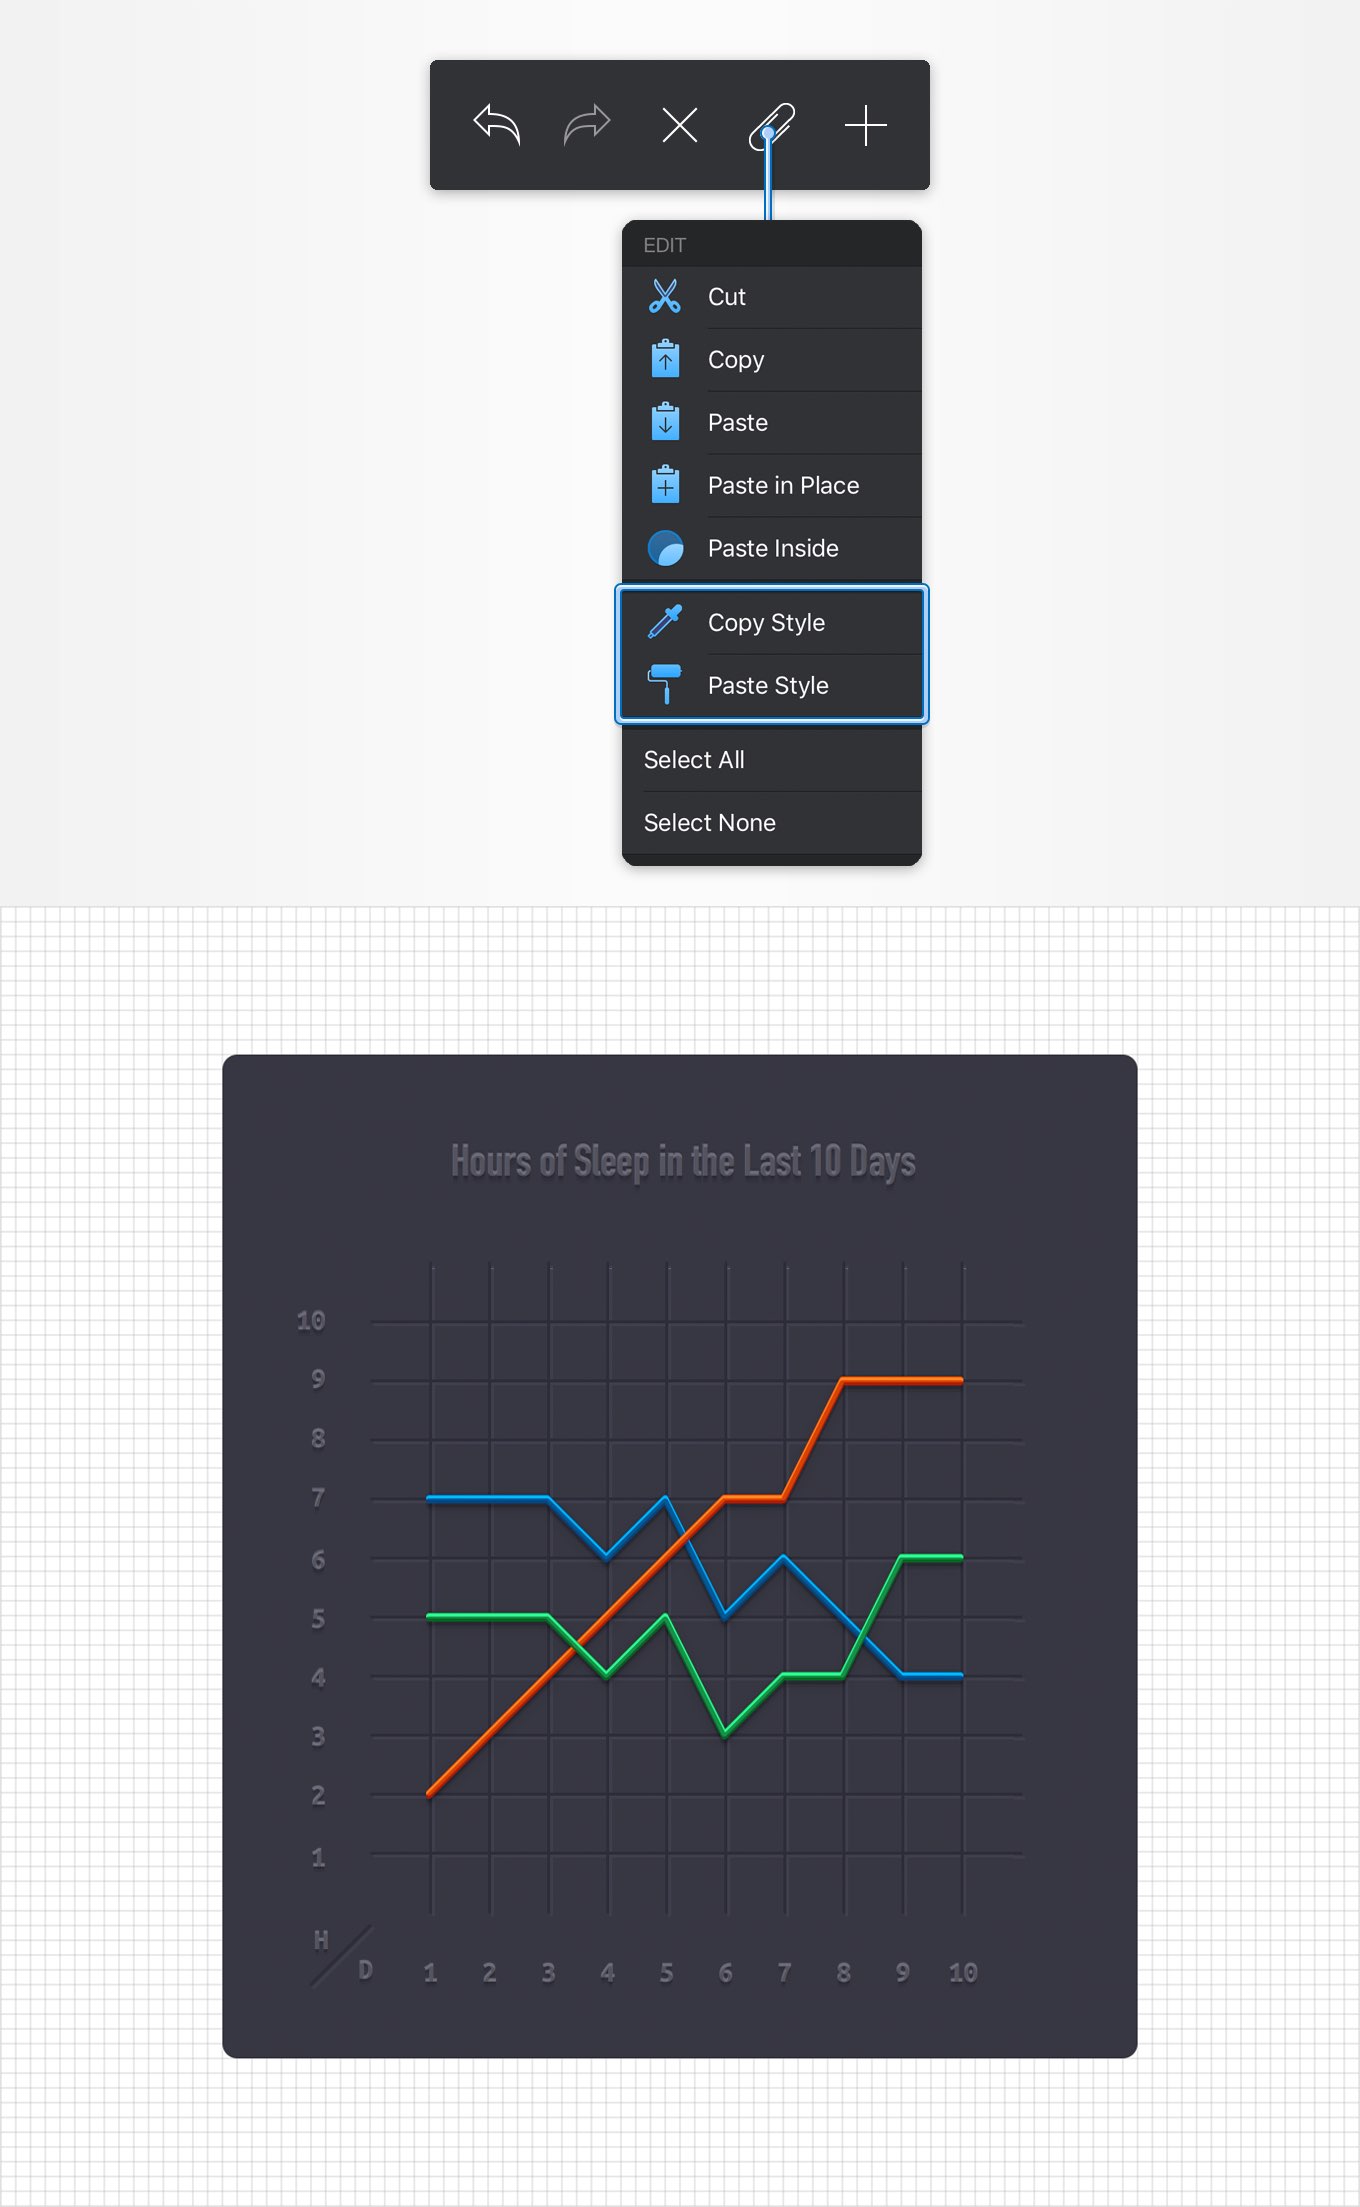 EDIT
Cut
Copy
Paste
Paste in Place
Paste Inside
Copy Style
Paste Style
Select All
Select None
Hours of Sleep in the Last 10 Days
10
9
8
7
6
5
4
3
2
1
H
D 1 2 3 4 5 6 7 8 9 10